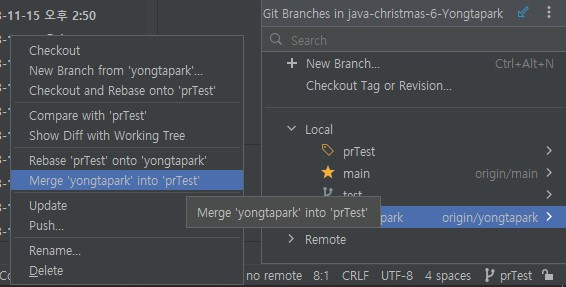 -11-15 오후 2:50
Checkout
New Branch from 'yongtapark'...
Checkout and Rebase onto 'prTest'
Compare with 'prTest'
Show Diff with Working Tree
Rebase 'prTest' onto 'yongtapark'
Merge 'yongtapark' into 'prTest'
Update
Push...
Rename...
Delete
Git Branches in java-christmas-6-Yongtapark
Search
New Branch... Ctrl+Alt+N
Checkout Tag or Revision...
Local
prTest
main origin/main
test
park origin/yongtapark
Merge 'yongtapark' into 'prTest'
Remote
no remote 8:1 CRLF UTF-8 4 spaces prTest